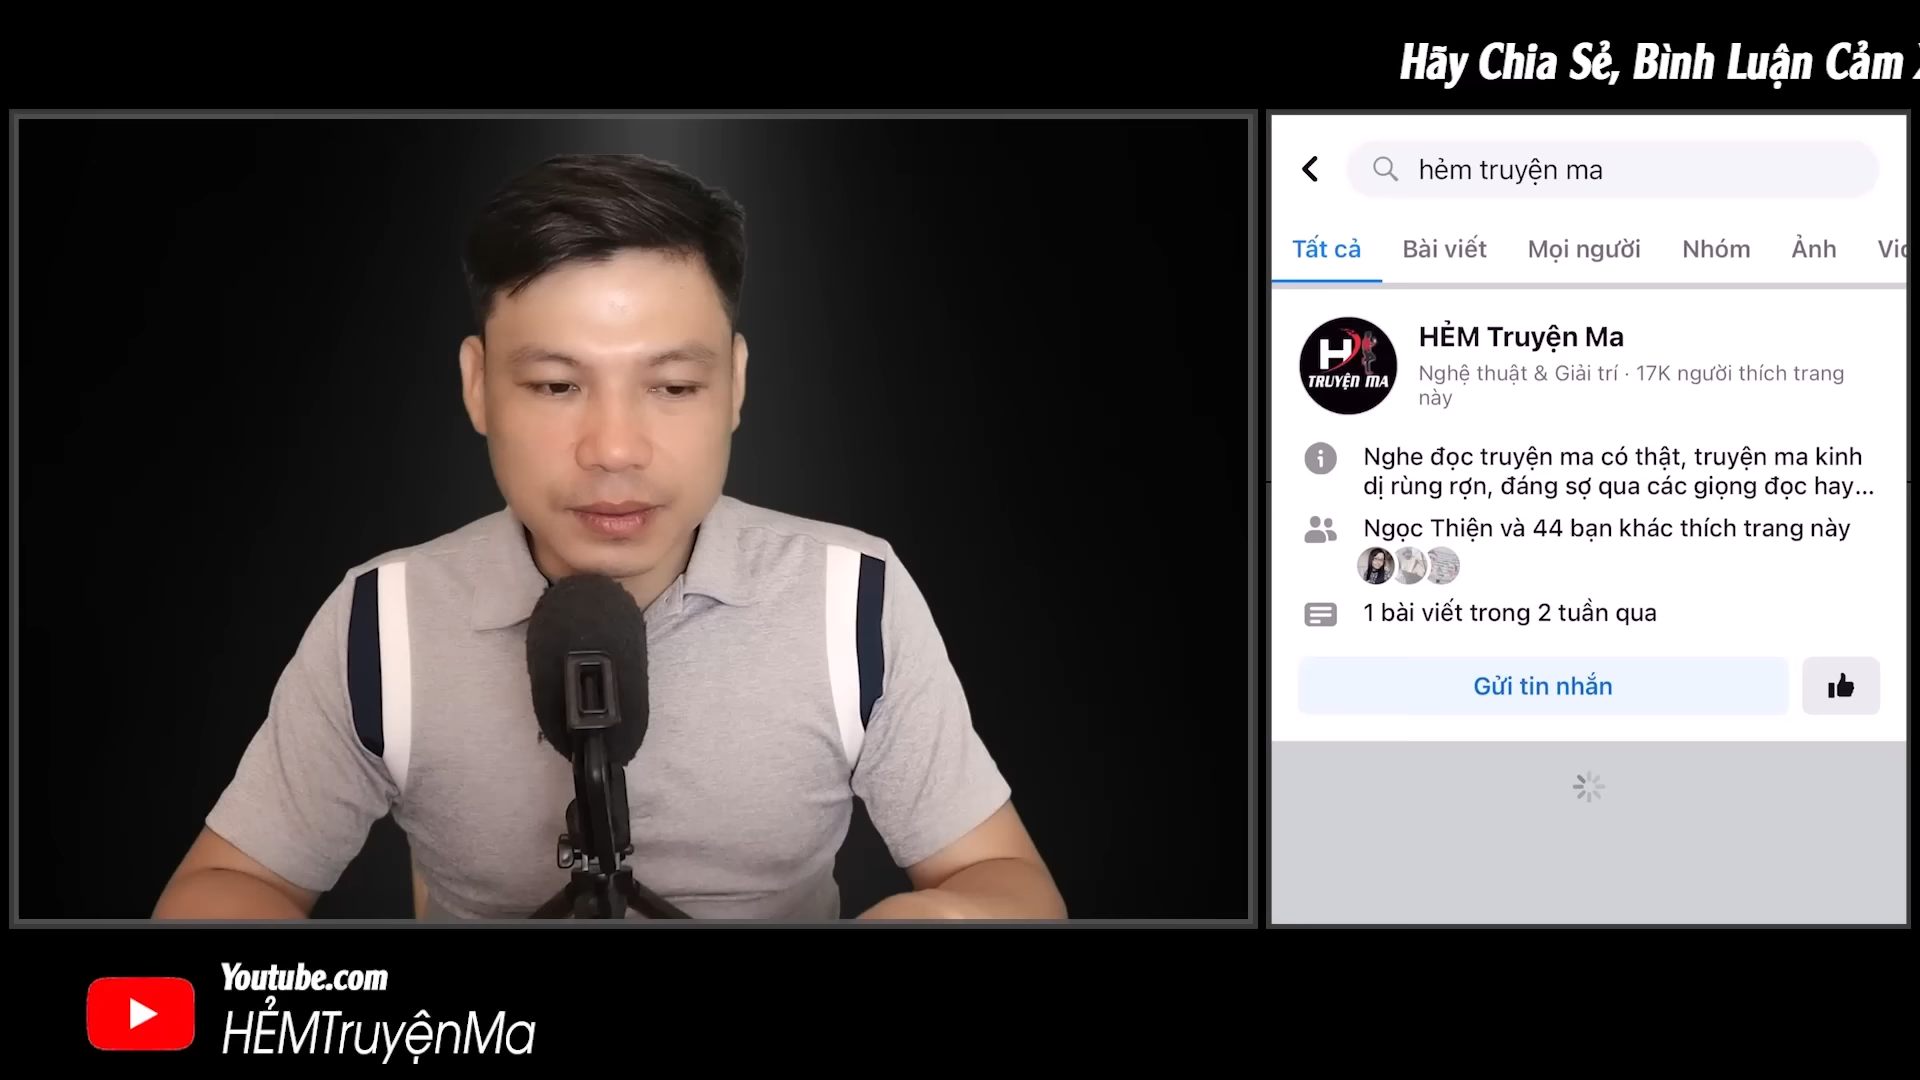 Hãy Chia Sẻ, Bình Luận Cảm
hẻm truyện ma
Tất cả Bài viết Mọi người Nhóm Ảnh
HẺM Truyện Ma
Nghệ thuật & Giải trí · 17K người thích trang
này
H
TRUYỆN MA
Nghe đọc truyện ma có thật, truyện ma kinh
dị rùng rợn, đáng sợ qua các giọng đọc hay...
Ngọc Thiện và 44 bạn khác thích trang này
1 bài viết trong 2 tuần qua
Gửi tin nhắn
Youtube.com
HẺMTruyệnMa